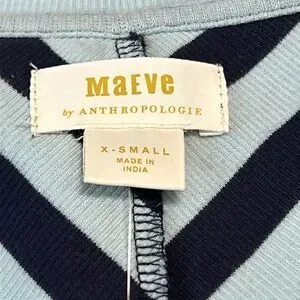 MaEve
by ANTHROPOLOGIE
X-SMALL
MADE IN
INDIA